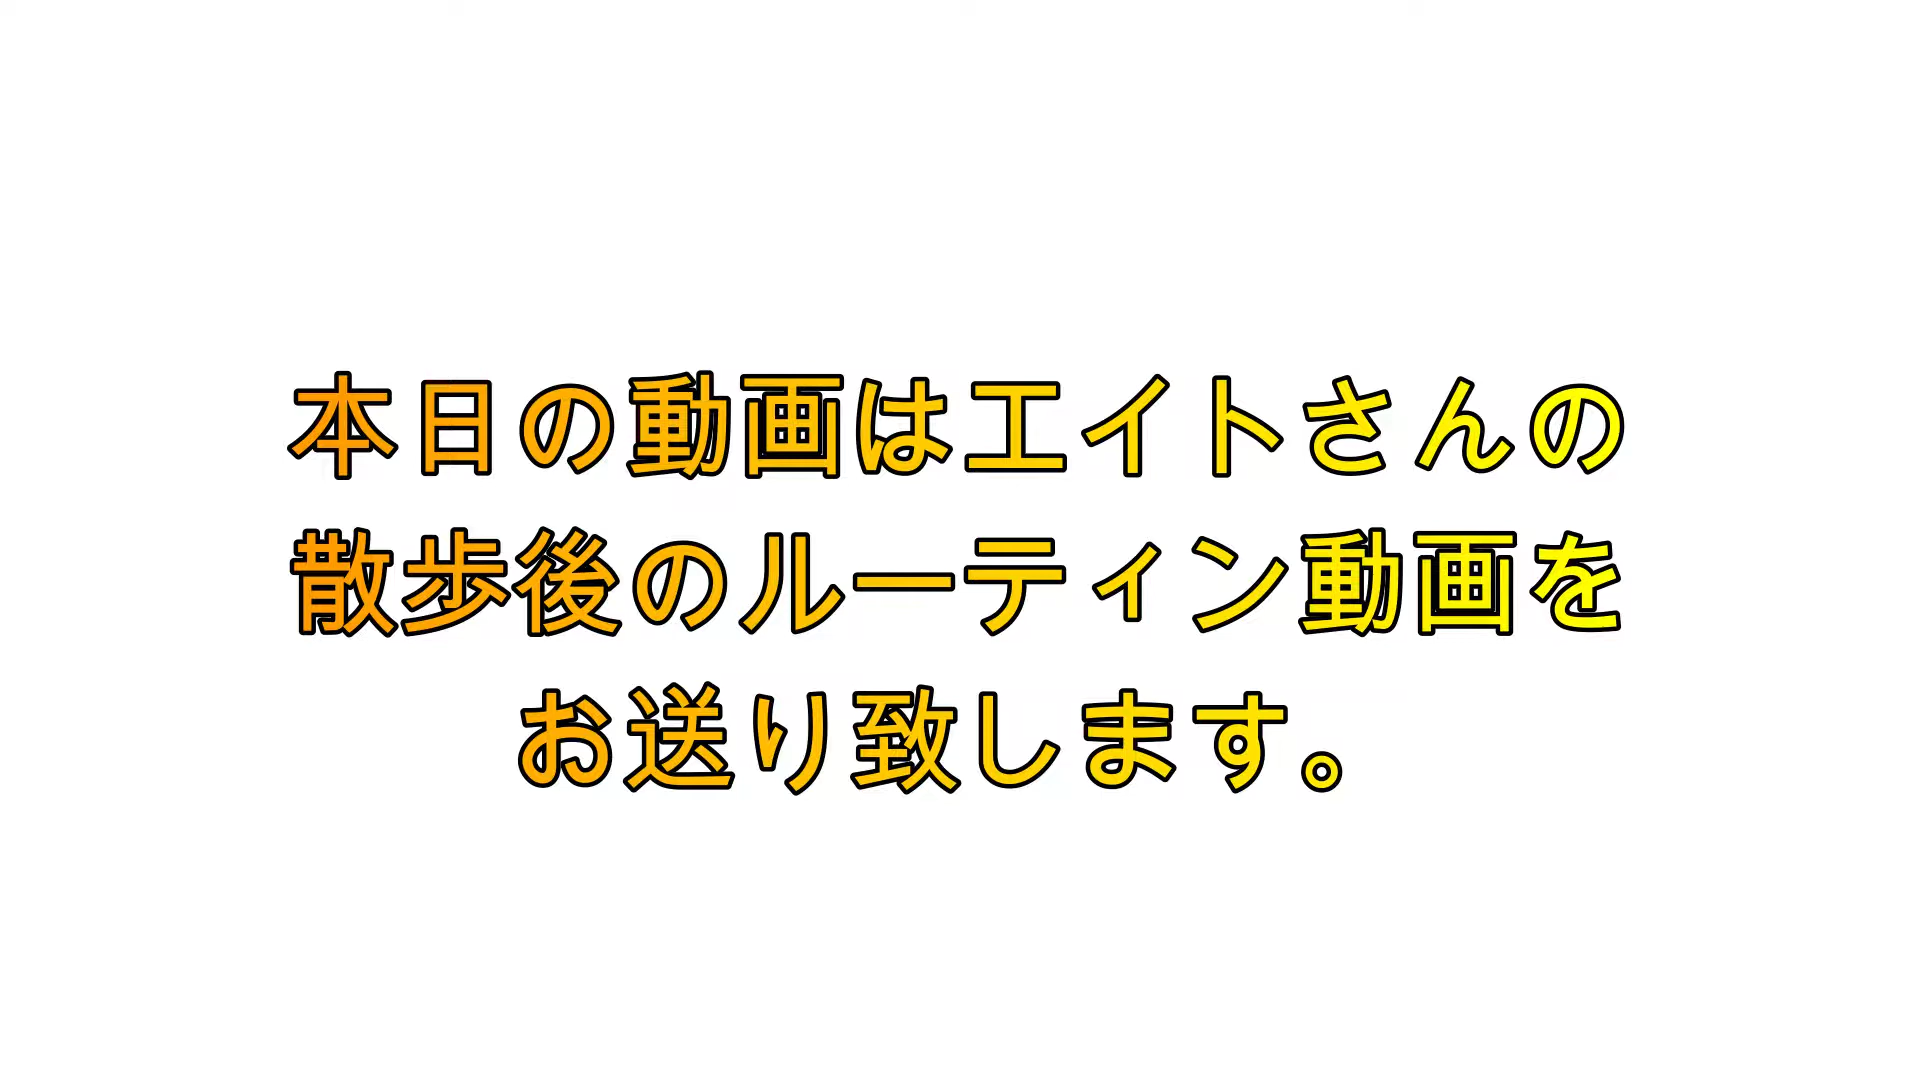 本日の動画はエイトさんの
散歩後のルーティン動画を
お送り致します。